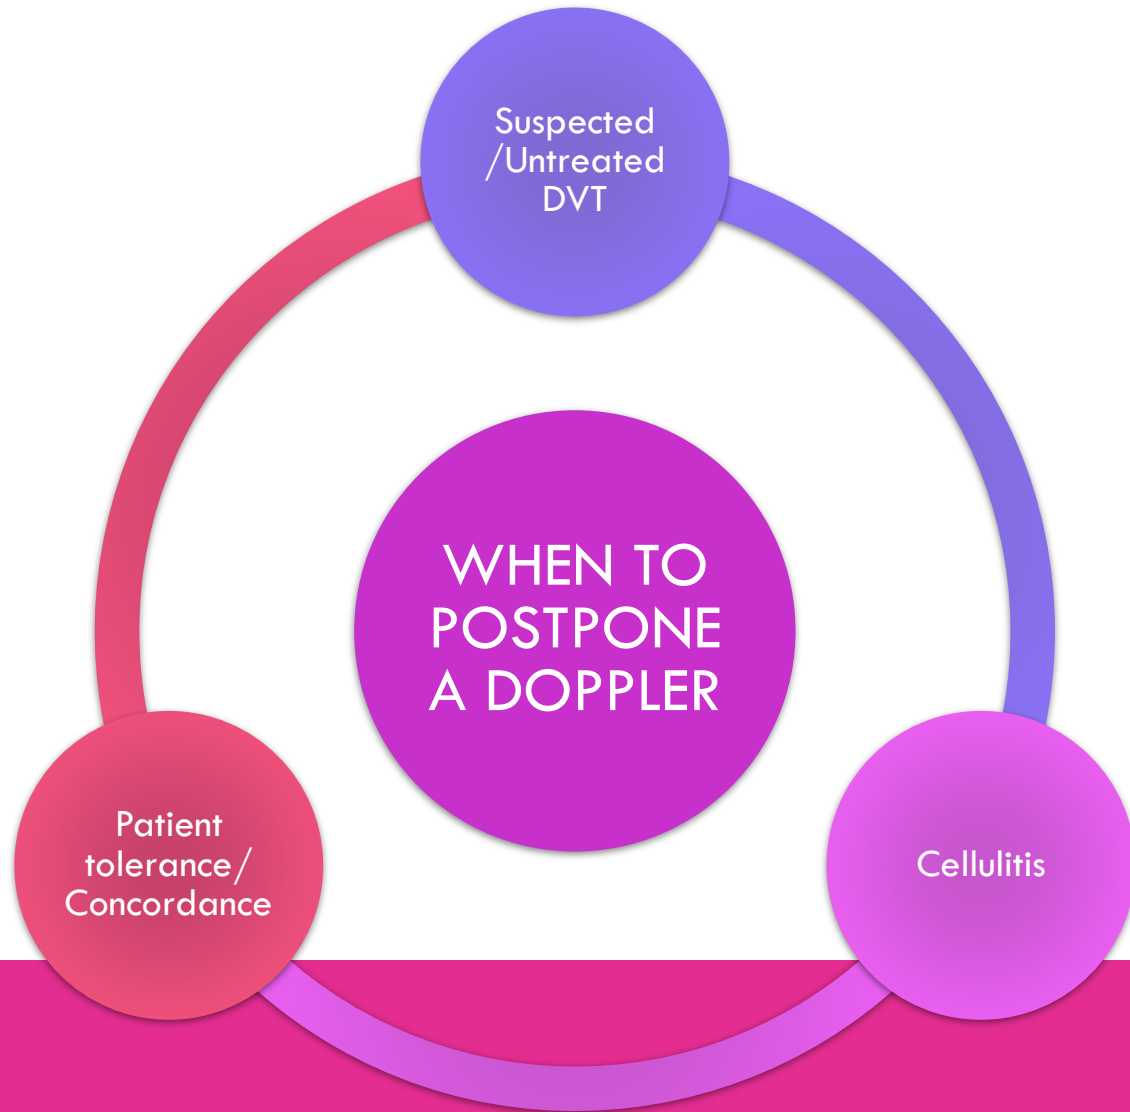 Suspected
/Untreated
DVT
WHEN TO
POSTPONE
A DOPPLER
Patient
tolerance/
Concordance
Cellulitis